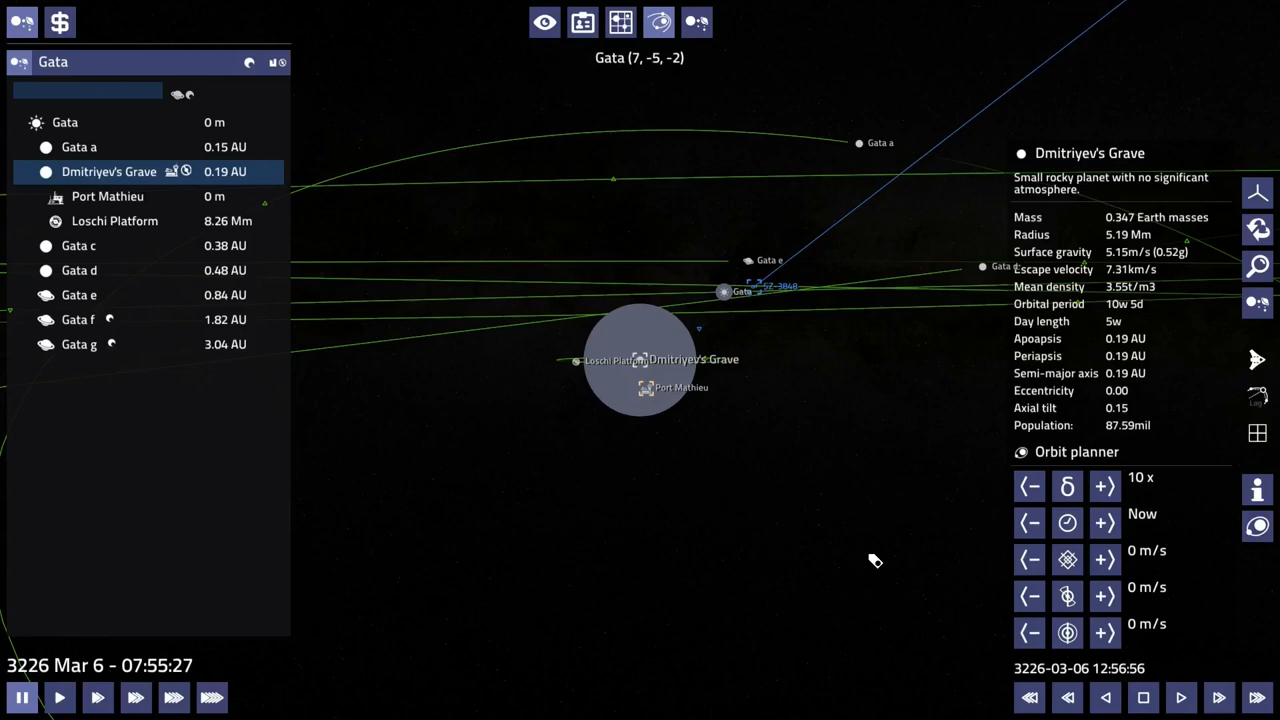 Gata (7, -5, -2)
Gata
Gata 0 m
Gata a 0.15 AU
Dmitriyev's Grave 0.19 AU
Port Mathieu 0 m
Loschi Platform 8.26 Mm
Gata c 0.38 AU
Gata d 0.48 AU
Gata e 0.84 AU
Gata f 1.82 AU
Gata g 3.04 AU
Gata a
Gata e
Gata
Loschi Platform
Dmitriyev's Grave
Port Mathieu
Dmitriyev's Grave
Small rocky planet with no significant
atmosphere.
Mass 0.347 Earth masses
Radius 5.19 Mm
Surface gravity 5.15m/s (0.52g)
Escape velocity 7.31km/s
Mean density 3.55t/m3
Orbital period 10w 5d
Day length 5w
Apoapsis 0.19 AU
Periapsis 0.19 AU
Semi-major axis 0.19 AU
Eccentricity 0.00
Axial tilt 0.15
Population: 87.59mil
Orbit planner
10 x
Now
0 m/s
0 m/s
0 m/s
3226-03-06 12:56:56
Lag
3226 Mar 6 - 07:55:27